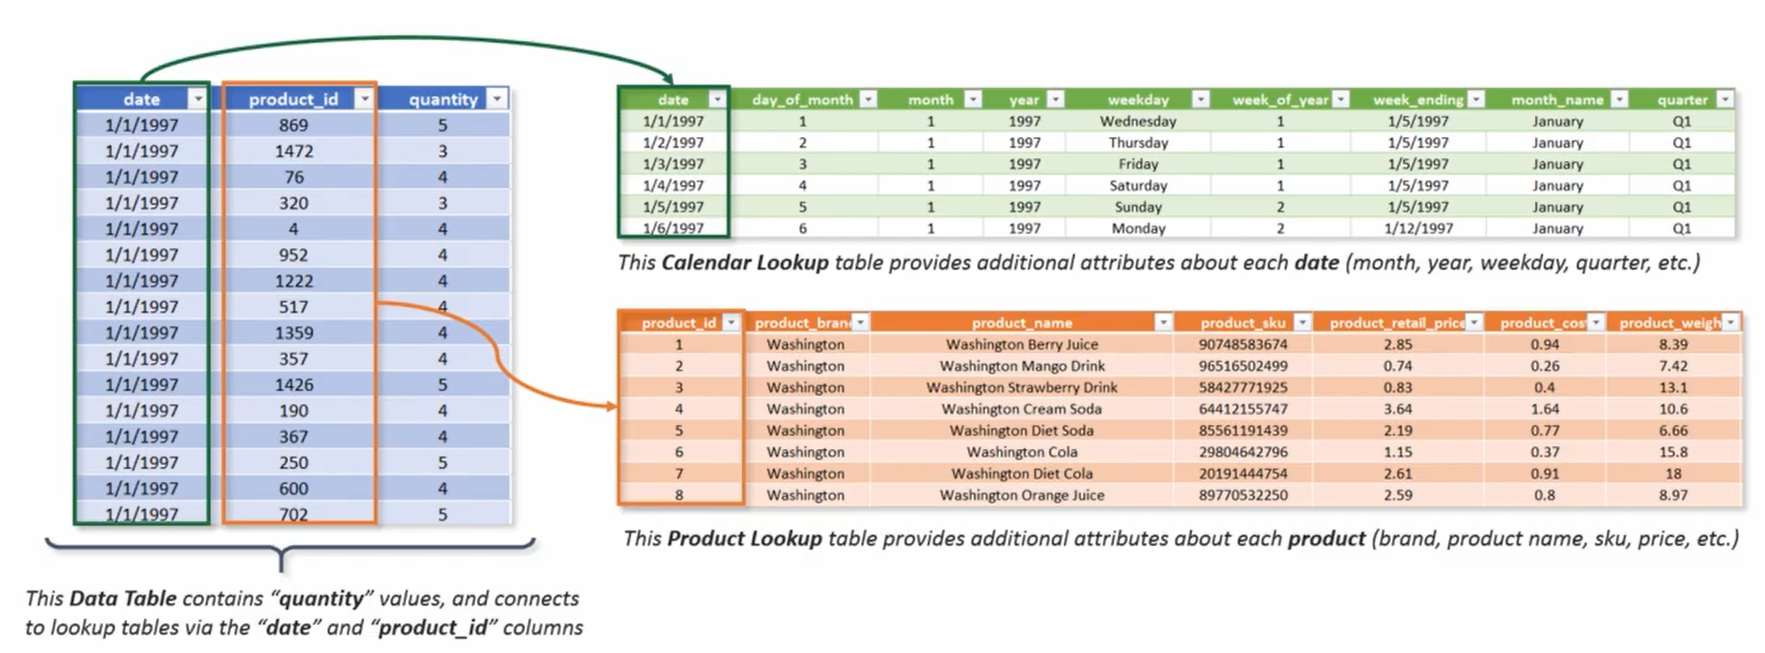 date product_id quantity
1/1/1997 869 5
1/1/1997 1472 3
1/1/1997 76 4
1/1/1997 320 3
1/1/1997 4 4
1/1/1997 952 4
1/1/1997 1222 4
1/1/1997 517 4
1/1/1997 1359 4
1/1/1997 357 4
1/1/1997 1426 5
1/1/1997 190 4
1/1/1997 367 4
1/1/1997 250 5
1/1/1997 600 4
1/1/1997 702 5
This Data Table contains “quantity” values, and connects
to lookup tables via the “date” and “product_id” columns
date day_of_month month year weekday week_of_year week_ending month_name quarter
1/1/1997 1 1 1997 Wednesday 1 1/5/1997 January Q1
1/2/1997 2 1 1997 Thursday 1 1/5/1997 January Q1
1/3/1997 3 1 1997 Friday 1 1/5/1997 January Q1
1/4/1997 4 1 1997 Saturday 1 1/5/1997 January Q1
1/5/1997 5 1 1997 Sunday 2 1/5/1997 January Q1
1/6/1997 6 1 1997 Monday 2 1/12/1997 January Q1
This Calendar Lookup table provides additional attributes about each date (month, year, weekday, quarter, etc.)
product_id product_bran product_name product_sku product_retail_price product_cos product_weigh
1 Washington Washington Berry Juice 90748583674 2.85 0.94 8.39
2 Washington Washington Mango Drink 96516502499 0.74 0.26 7.42
3 Washington Washington Strawberry Drink 58427771925 0.83 0.4 13.1
4 Washington Washington Cream Soda 64412155747 3.64 1.64 10.6
5 Washington Washington Diet Soda 85561191439 2.19 0.77 6.66
6 Washington Washington Cola 29804642796 1.15 0.37 15.8
7 Washington Washington Diet Cola 20191444754 2.61 0.91 18
8 Washington Washington Orange Juice 89770532250 2.59 0.8 8.97
This Product Lookup table provides additional attributes about each product (brand, product name, sku, price, etc.)